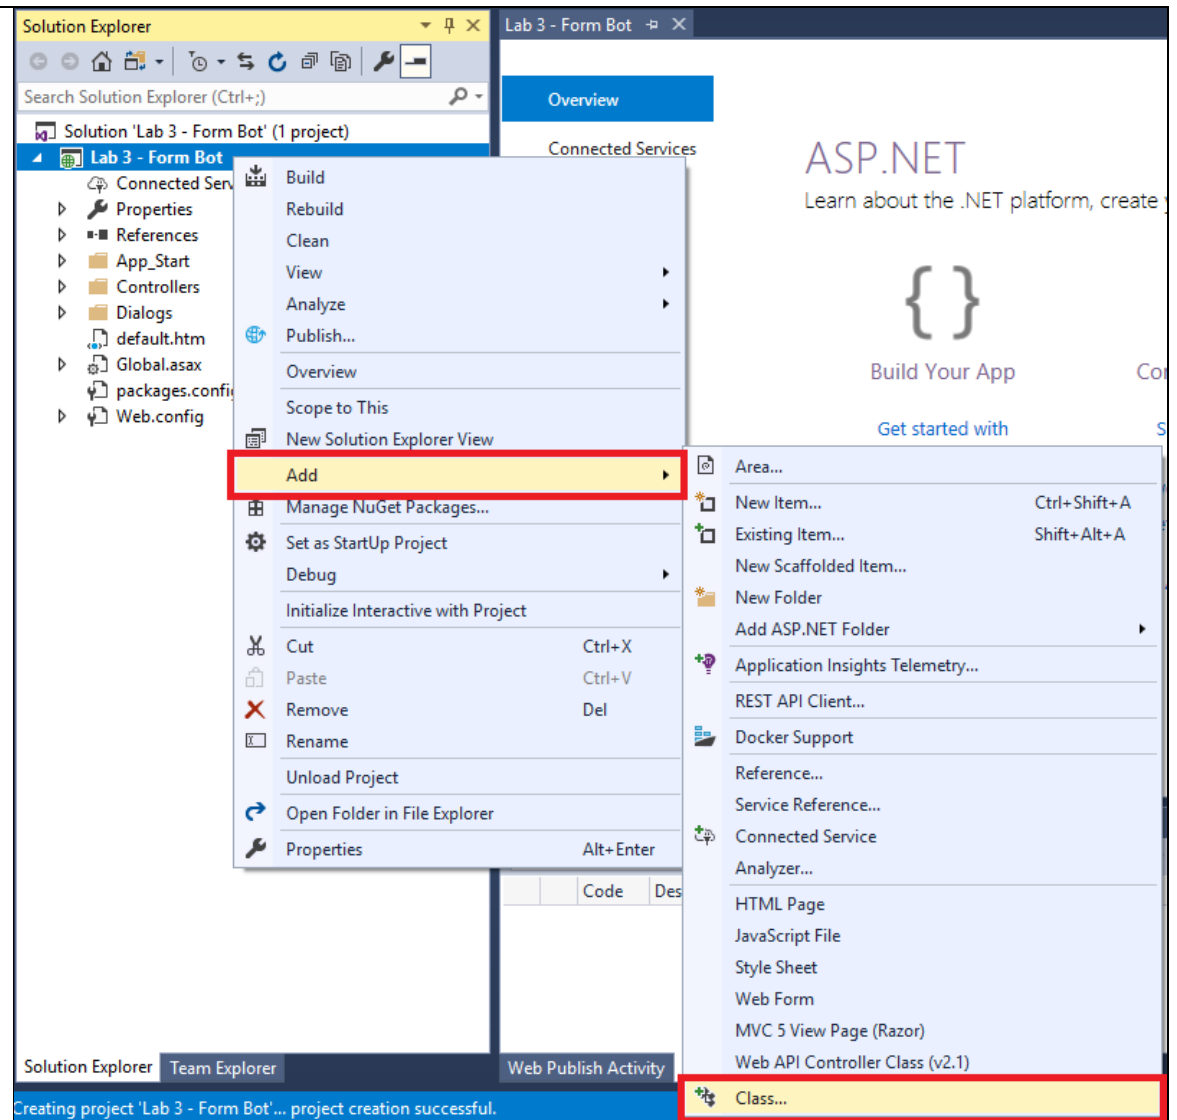 Solution Explorer
Search Solution Explorer (Ctrl+;)
Solution 'Lab 3 - Form Bot' (1 project)
Lab 3 - Form Bot
Connected Serv
Properties
References
App_Start
Controllers
Dialogs
default.htm
Global.asax
packages.config
Web.config
Lab 3 - Form Bot
Overview
Connected Services
ASP.NET
Learn about the .NET platform, create
{ }
Build Your App
Get started with
Build
Rebuild
Clean
View
Analyze
Publish...
Overview
Scope to This
New Solution Explorer View
Add
Manage NuGet Packages...
Set as StartUp Project
Debug
Initialize Interactive with Project
Cut Ctrl+X
Paste Ctrl+V
Remove Del
Rename
Unload Project
Open Folder in File Explorer
Properties Alt+Enter
Area...
New Item... Ctrl+Shift+A
Existing Item... Shift+Alt+A
New Scaffolded Item...
New Folder
Add ASP.NET Folder
Application Insights Telemetry...
REST API Client...
Docker Support
Reference...
Service Reference...
Connected Service
Analyzer...
HTML Page
JavaScript File
Style Sheet
Web Form
MVC 5 View Page (Razor)
Web API Controller Class (v2.1)
Class...
Code Des
Solution Explorer Team Explorer
Web Publish Activity
Creating project 'Lab 3 - Form Bot'... project creation successful.